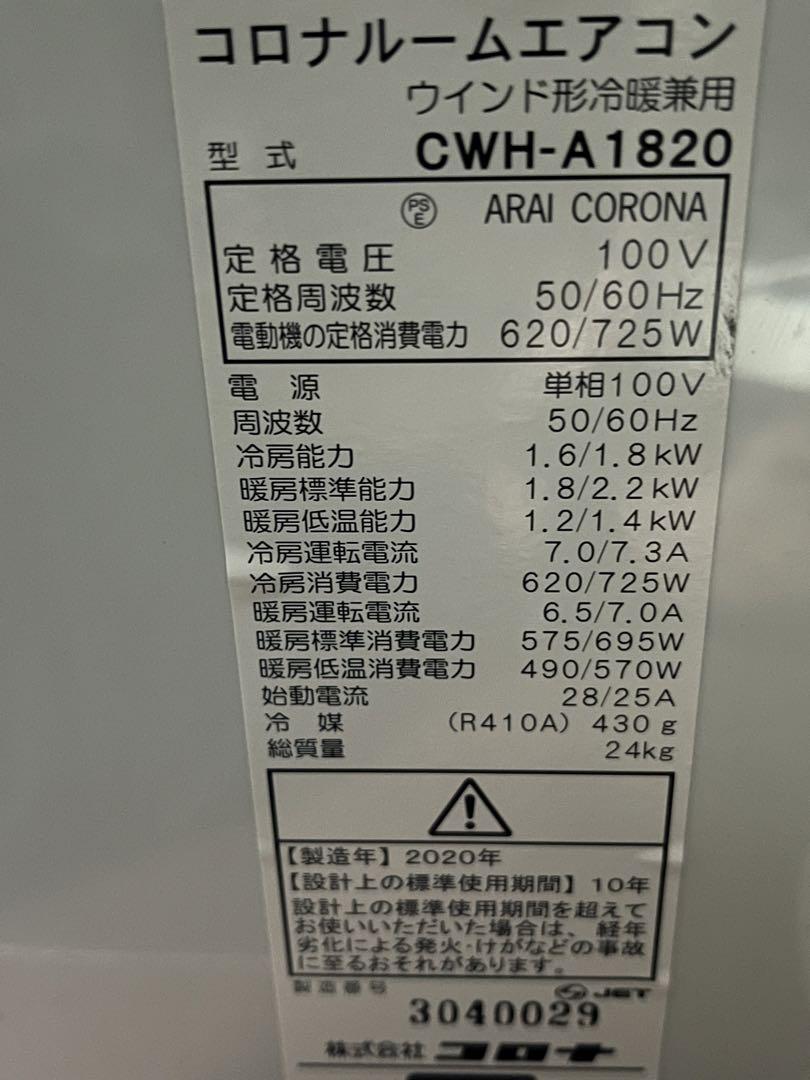 コロナルームエアコン
ウインド形冷暖兼用
型式 CWH-A1820
PSE ARAI CORONA
定格電圧 100V
定格周波数 50/60Hz
電動機の定格消費電力 620/725W
電源 単相100V
周波数 50/60Hz
冷房能力 1.6/1.8kW
暖房標準能力 1.8/2.2kW
暖房低温能力 1.2/1.4kW
冷房運転電流 7.0/7.3A
冷房消費電力 620/725W
暖房運転電流 6.5/7.0A
暖房標準消費電力 575/695W
暖房低温消費電力 490/570W
始動電流 28/25A
冷媒 (R410A) 430g
総質量 24kg
【製造年】2020年
【設計上の標準使用期間】10年
設計上の標準使用期間を超えて
お使いいただいた場合は、経年
劣化による発火・けがなどの事故
に至るおそれがあります。
製造番号 JET
3040029
株式会社 コロナ